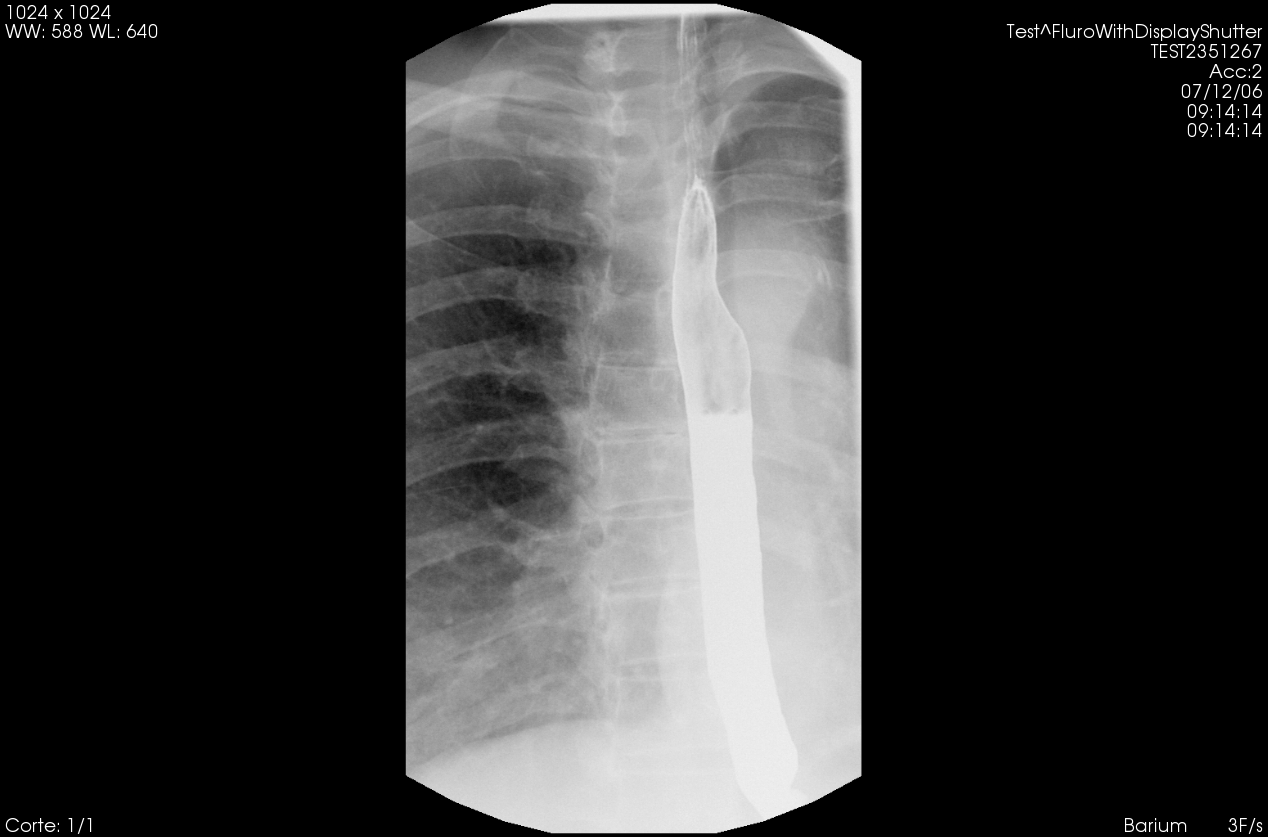 1024 x 1024
WW: 588 WL: 640
Test^FluroWithDisplayShutter
TEST2351267
Acc:2
07/12/06
09:14:14
09:14:14
Corte: 1/1
Barium 3F/s